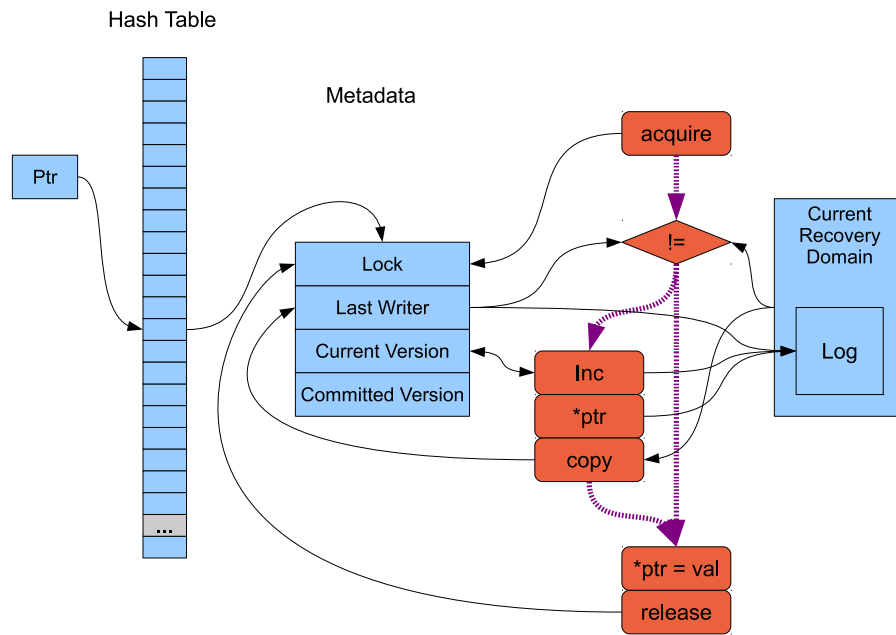 Hash Table
Metadata
Ptr
acquire
!=
Current
Recovery
Domain
Log
Lock
Last Writer
Current Version
Committed Version
Inc
*ptr
copy
...
*ptr = val
release